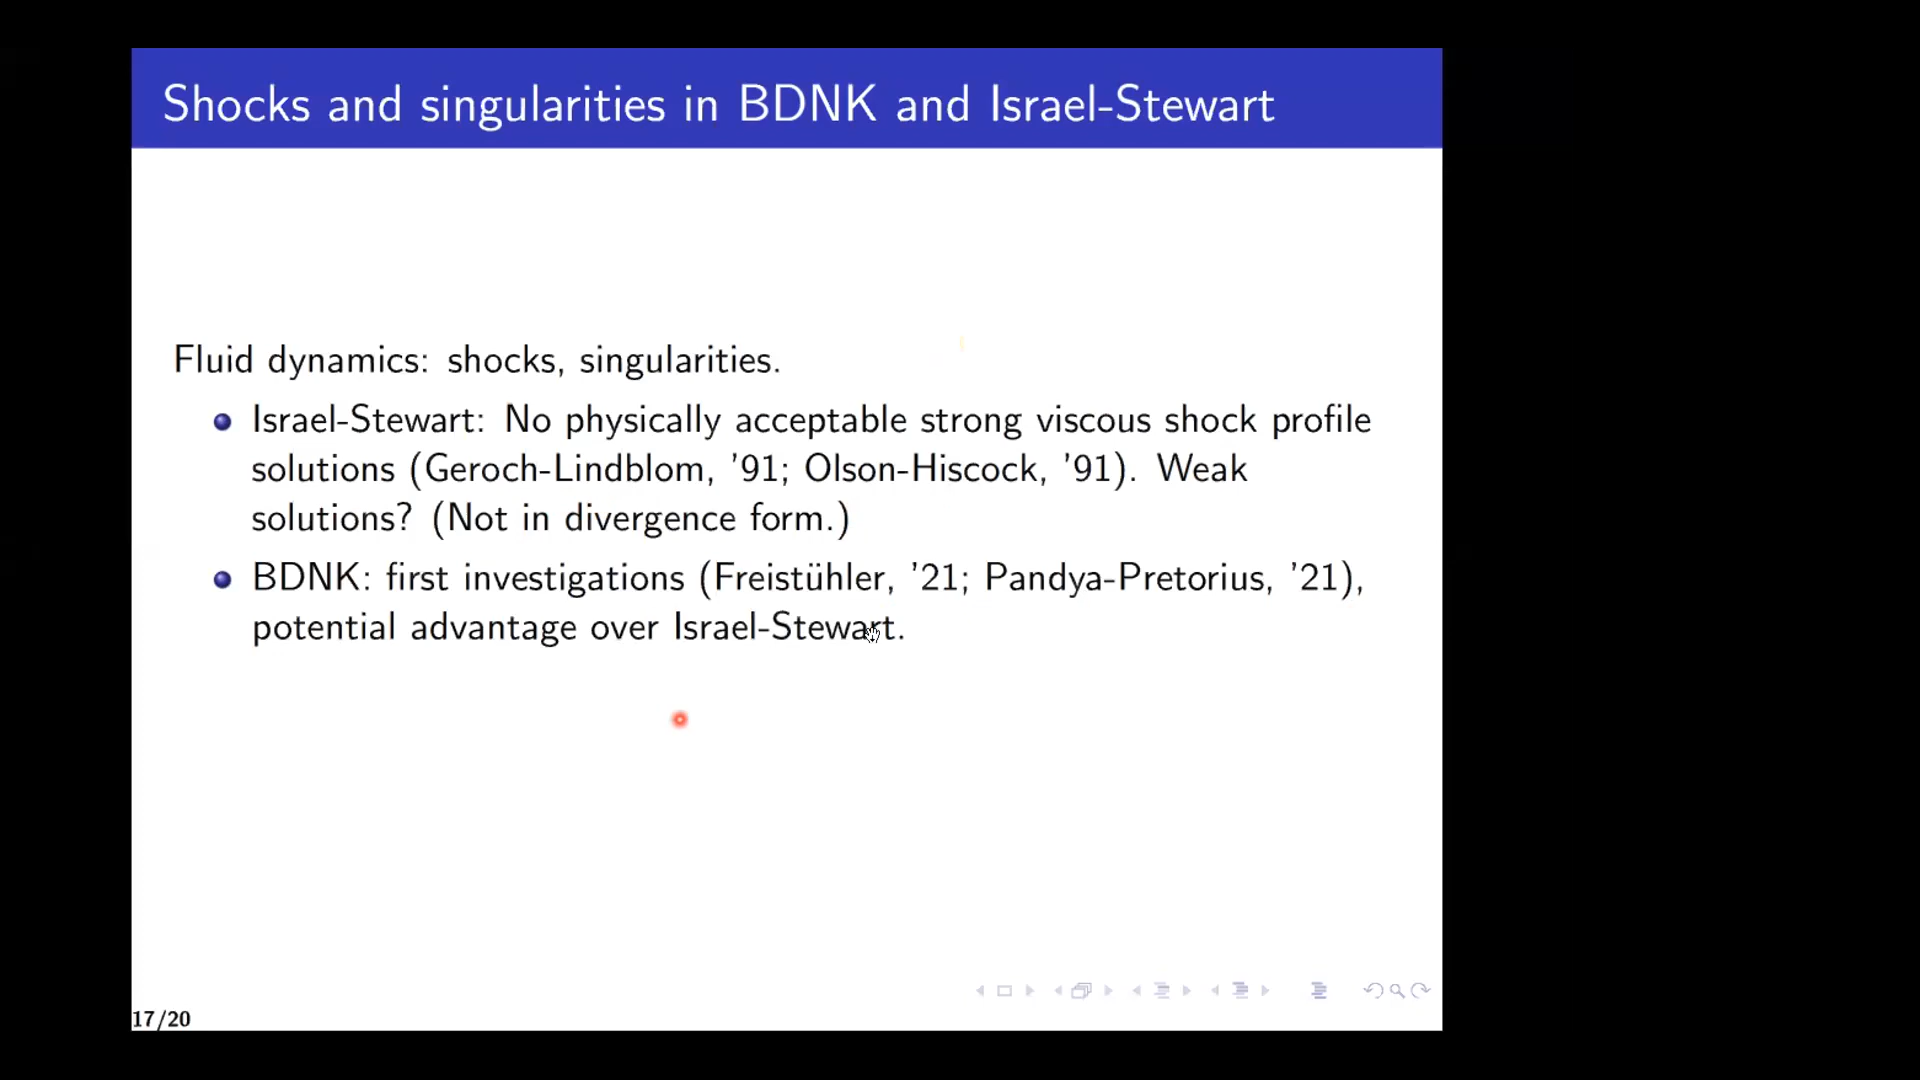 Shocks and singularities in BDNK and Israel-Stewart
Fluid dynamics: shocks, singularities.
Israel-Stewart: No physically acceptable strong viscous shock profile
solutions (Geroch-Lindblom, ’91; Olson-Hiscock, ’91). Weak
solutions? (Not in divergence form.)
BDNK: first investigations (Freistühler, ’21; Pandya-Pretorius, ’21),
potential advantage over Israel-Stewart.
17/20